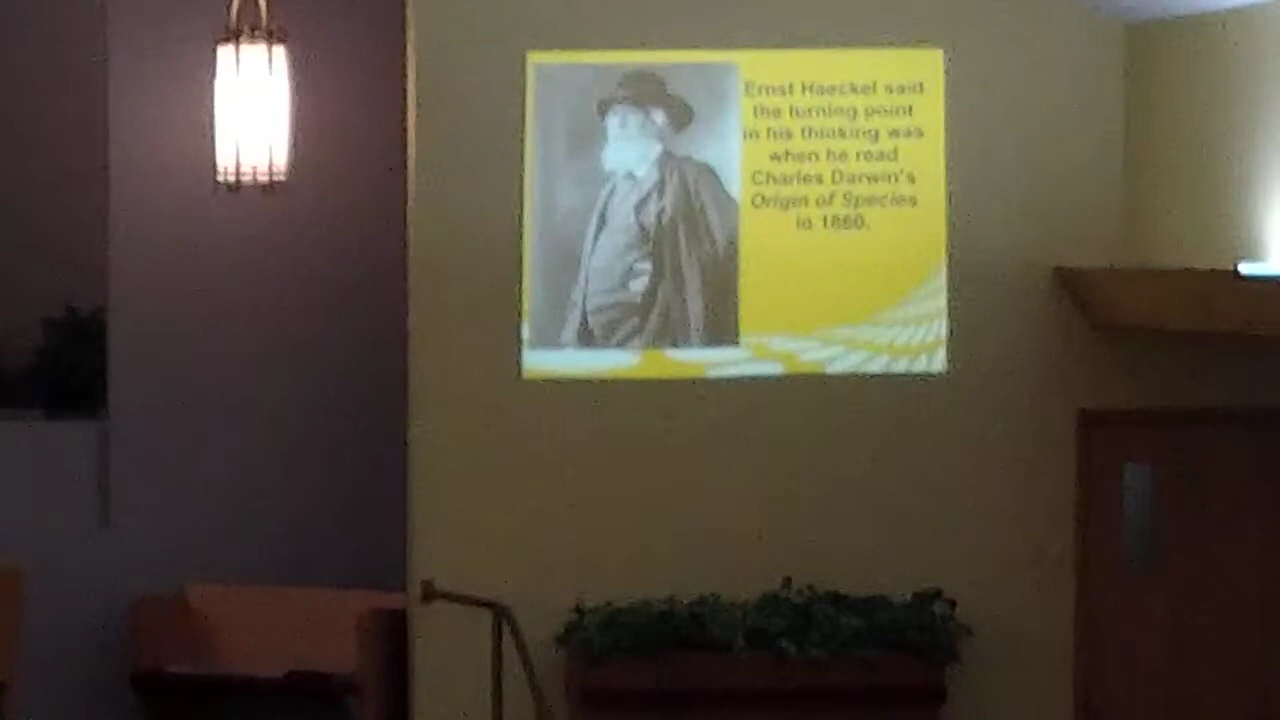 Ernst Haeckel said
the turning point
in his thinking was
when he read
Charles Darwin's
Origin of Species
in 1860.